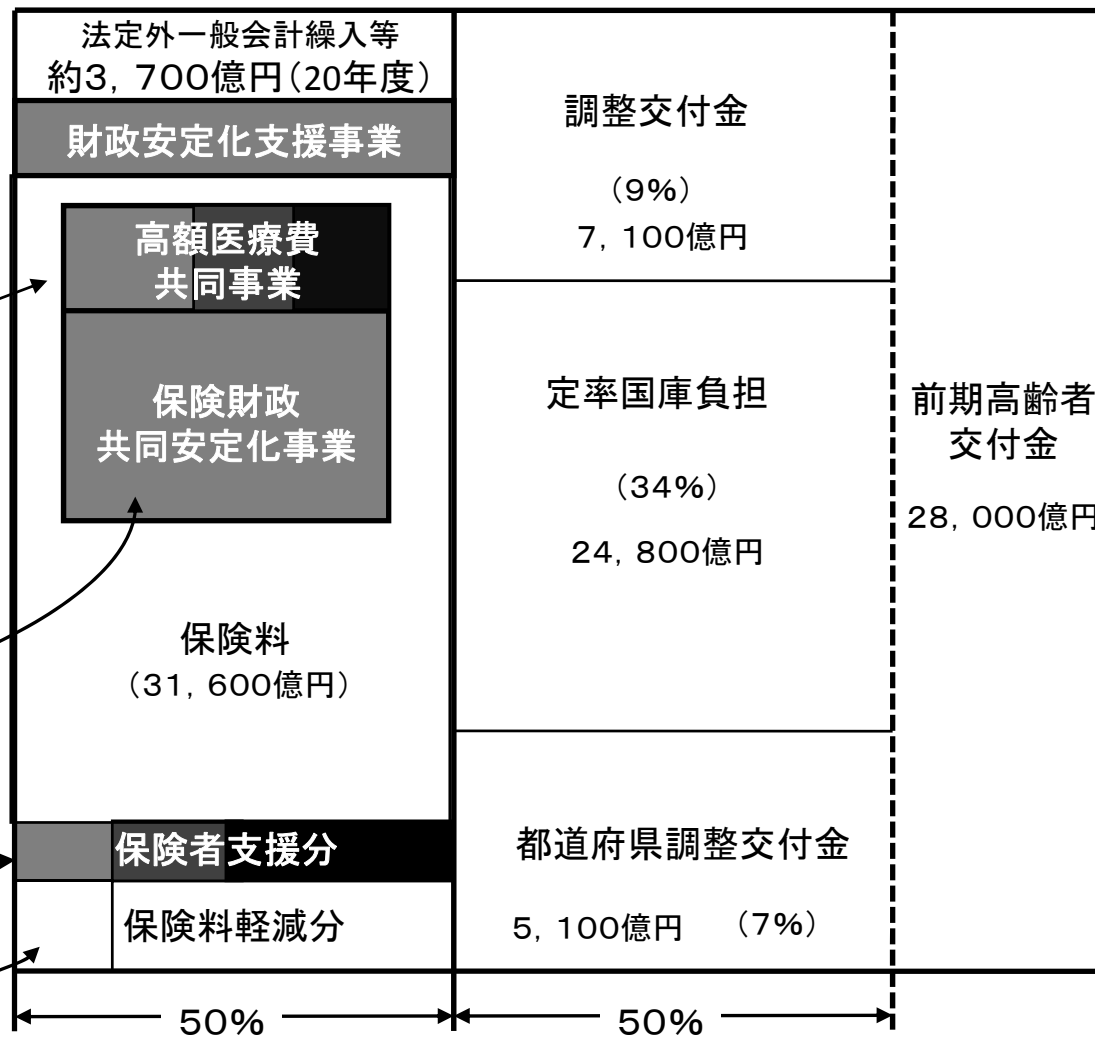 法定外一般会計繰入等
約3,700億円（20年度）
財政安定化支援事業
高額医療費
共同事業
保険財政
共同安定化事業
保険料
（31,600億円）
保険者支援分
保険料軽減分
50%
調整交付金
（9%）
7,100億円
定率国庫負担
（34%）
24,800億円
都道府県調整交付金
5,100億円 （7%）
50%
前期高齢者
交付金
28,000億円